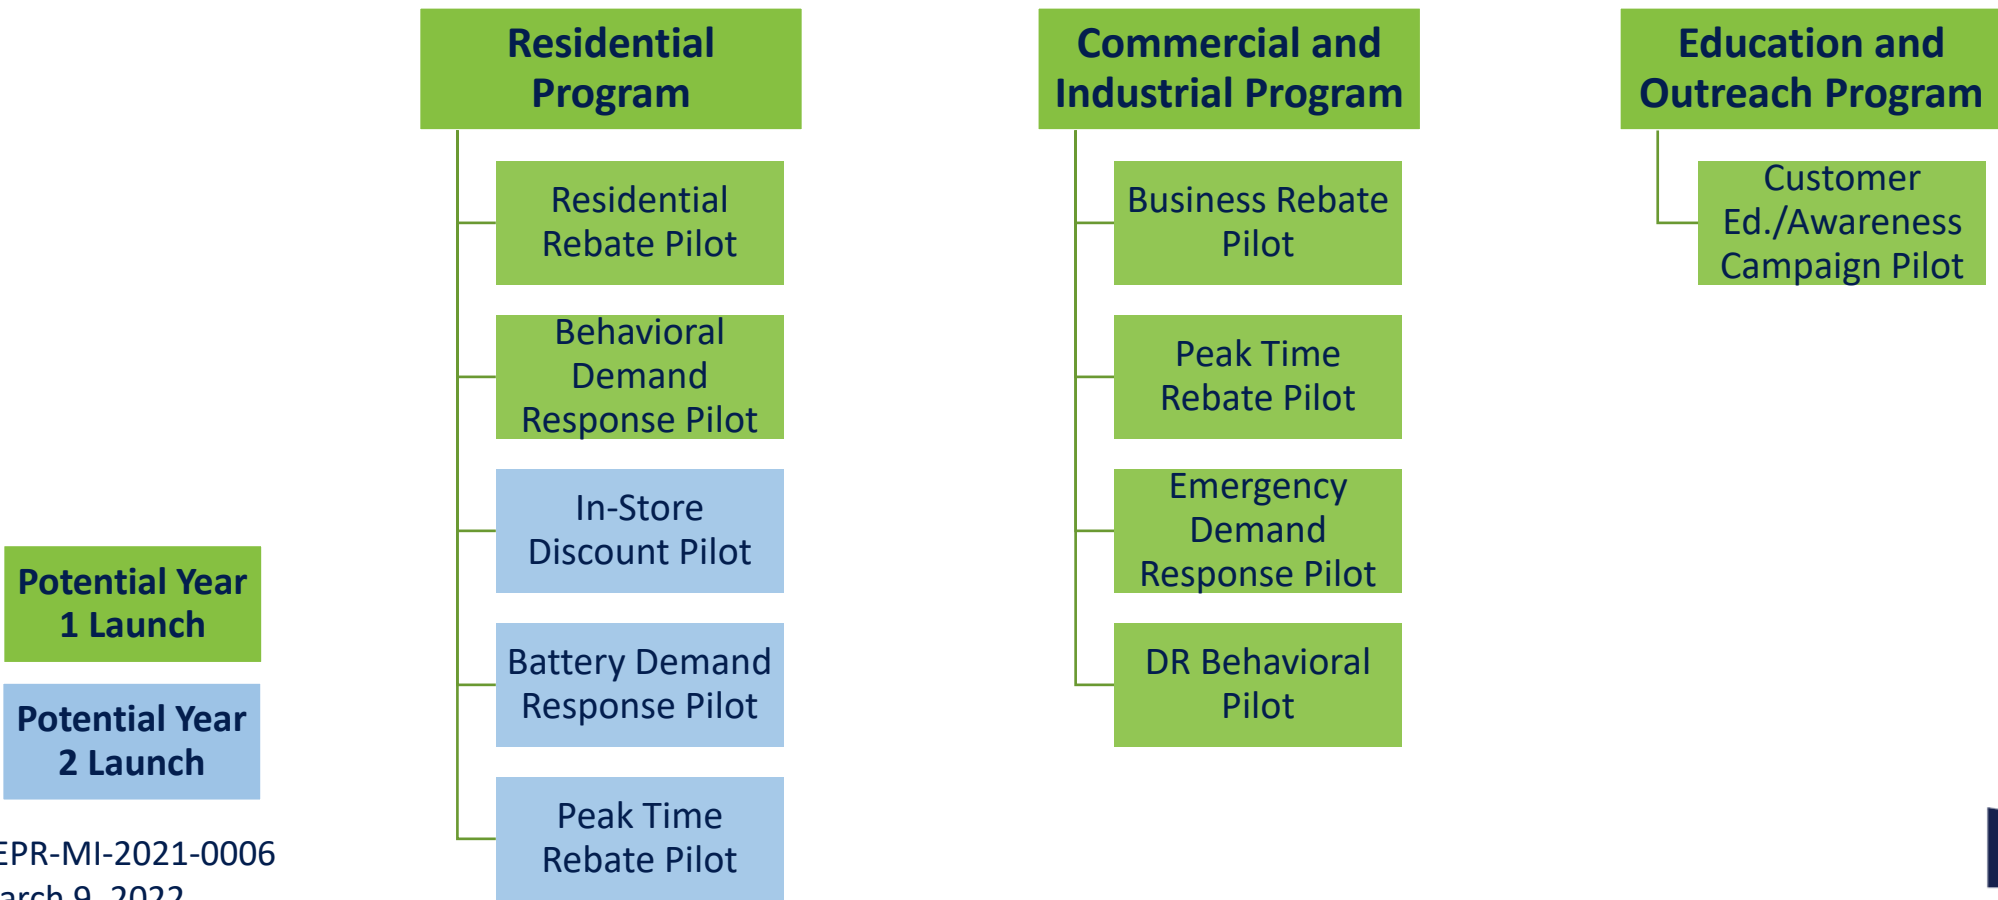 Residential
Program
Residential
Rebate Pilot
Behavioral
Demand
Response Pilot
In-Store
Discount Pilot
Battery Demand
Response Pilot
Peak Time
Rebate Pilot
Commercial and
Industrial Program
Business Rebate
Pilot
Peak Time
Rebate Pilot
Emergency
Demand
Response Pilot
DR Behavioral
Pilot
Education and
Outreach Program
Customer
Ed./Awareness
Campaign Pilot
Potential Year
1 Launch
Potential Year
2 Launch
EPR-MI-2021-0006
arch 9, 2022